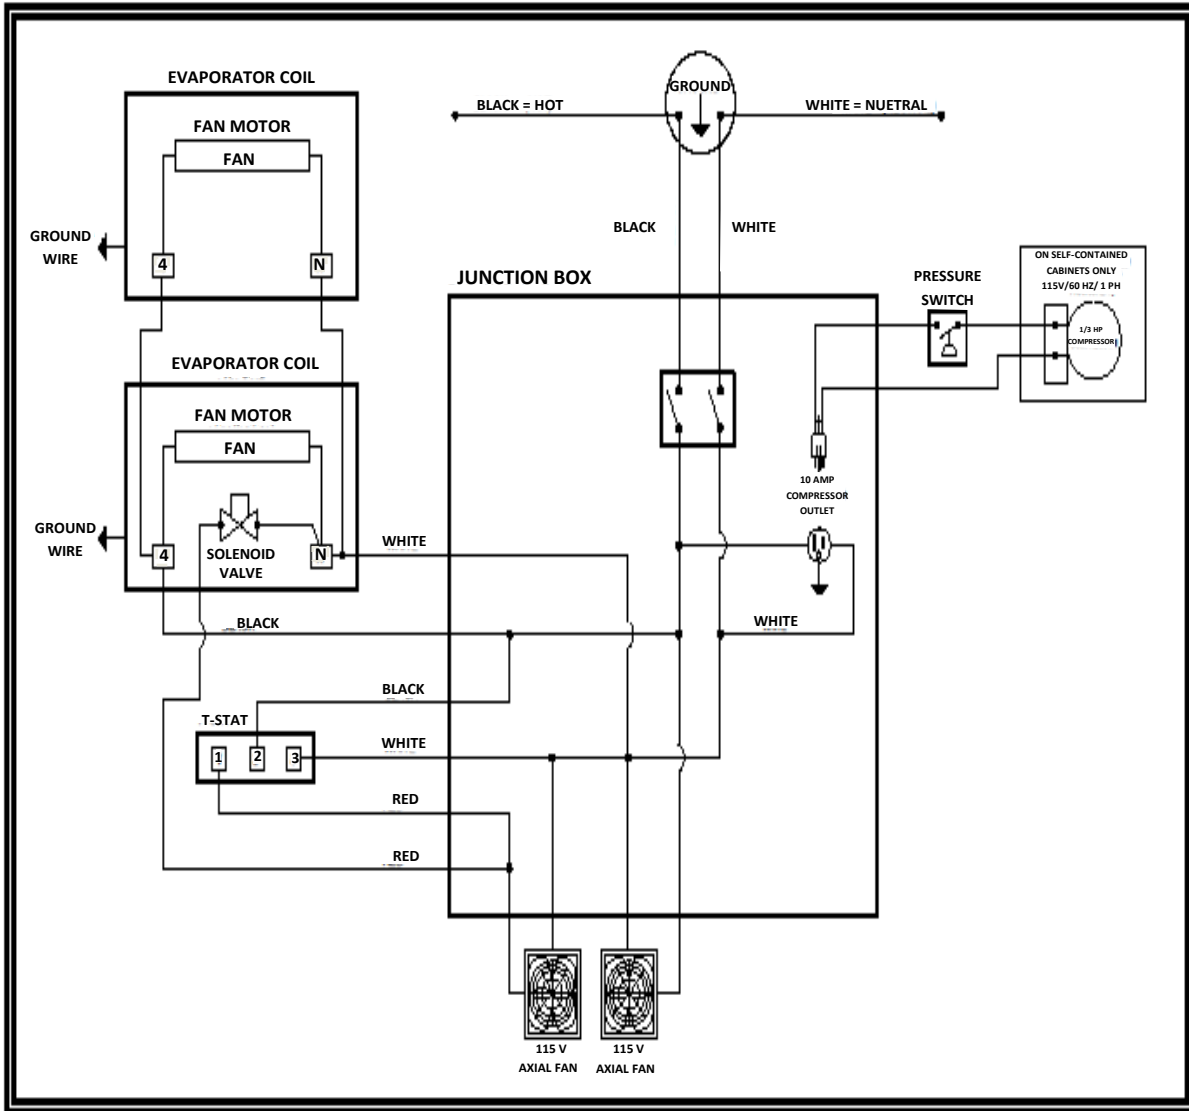 EVAPORATOR COIL
FAN MOTOR
FAN
GROUND
WIRE
4
N
GROUND
BLACK = HOT
WHITE = NUETRAL
BLACK
WHITE
JUNCTION BOX
PRESSURE
SWITCH
ON SELF-CONTAINED
CABINETS ONLY
115V/60 HZ/ 1 PH
1/3 HP
COMPRESSOR
EVAPORATOR COIL
FAN MOTOR
FAN
GROUND
WIRE
4
SOLENOID
VALVE
N
WHITE
10 AMP
COMPRESSOR
OUTLET
BLACK
WHITE
BLACK
T-STAT
1
2
3
WHITE
RED
RED
115 V
AXIAL FAN
115 V
AXIAL FAN